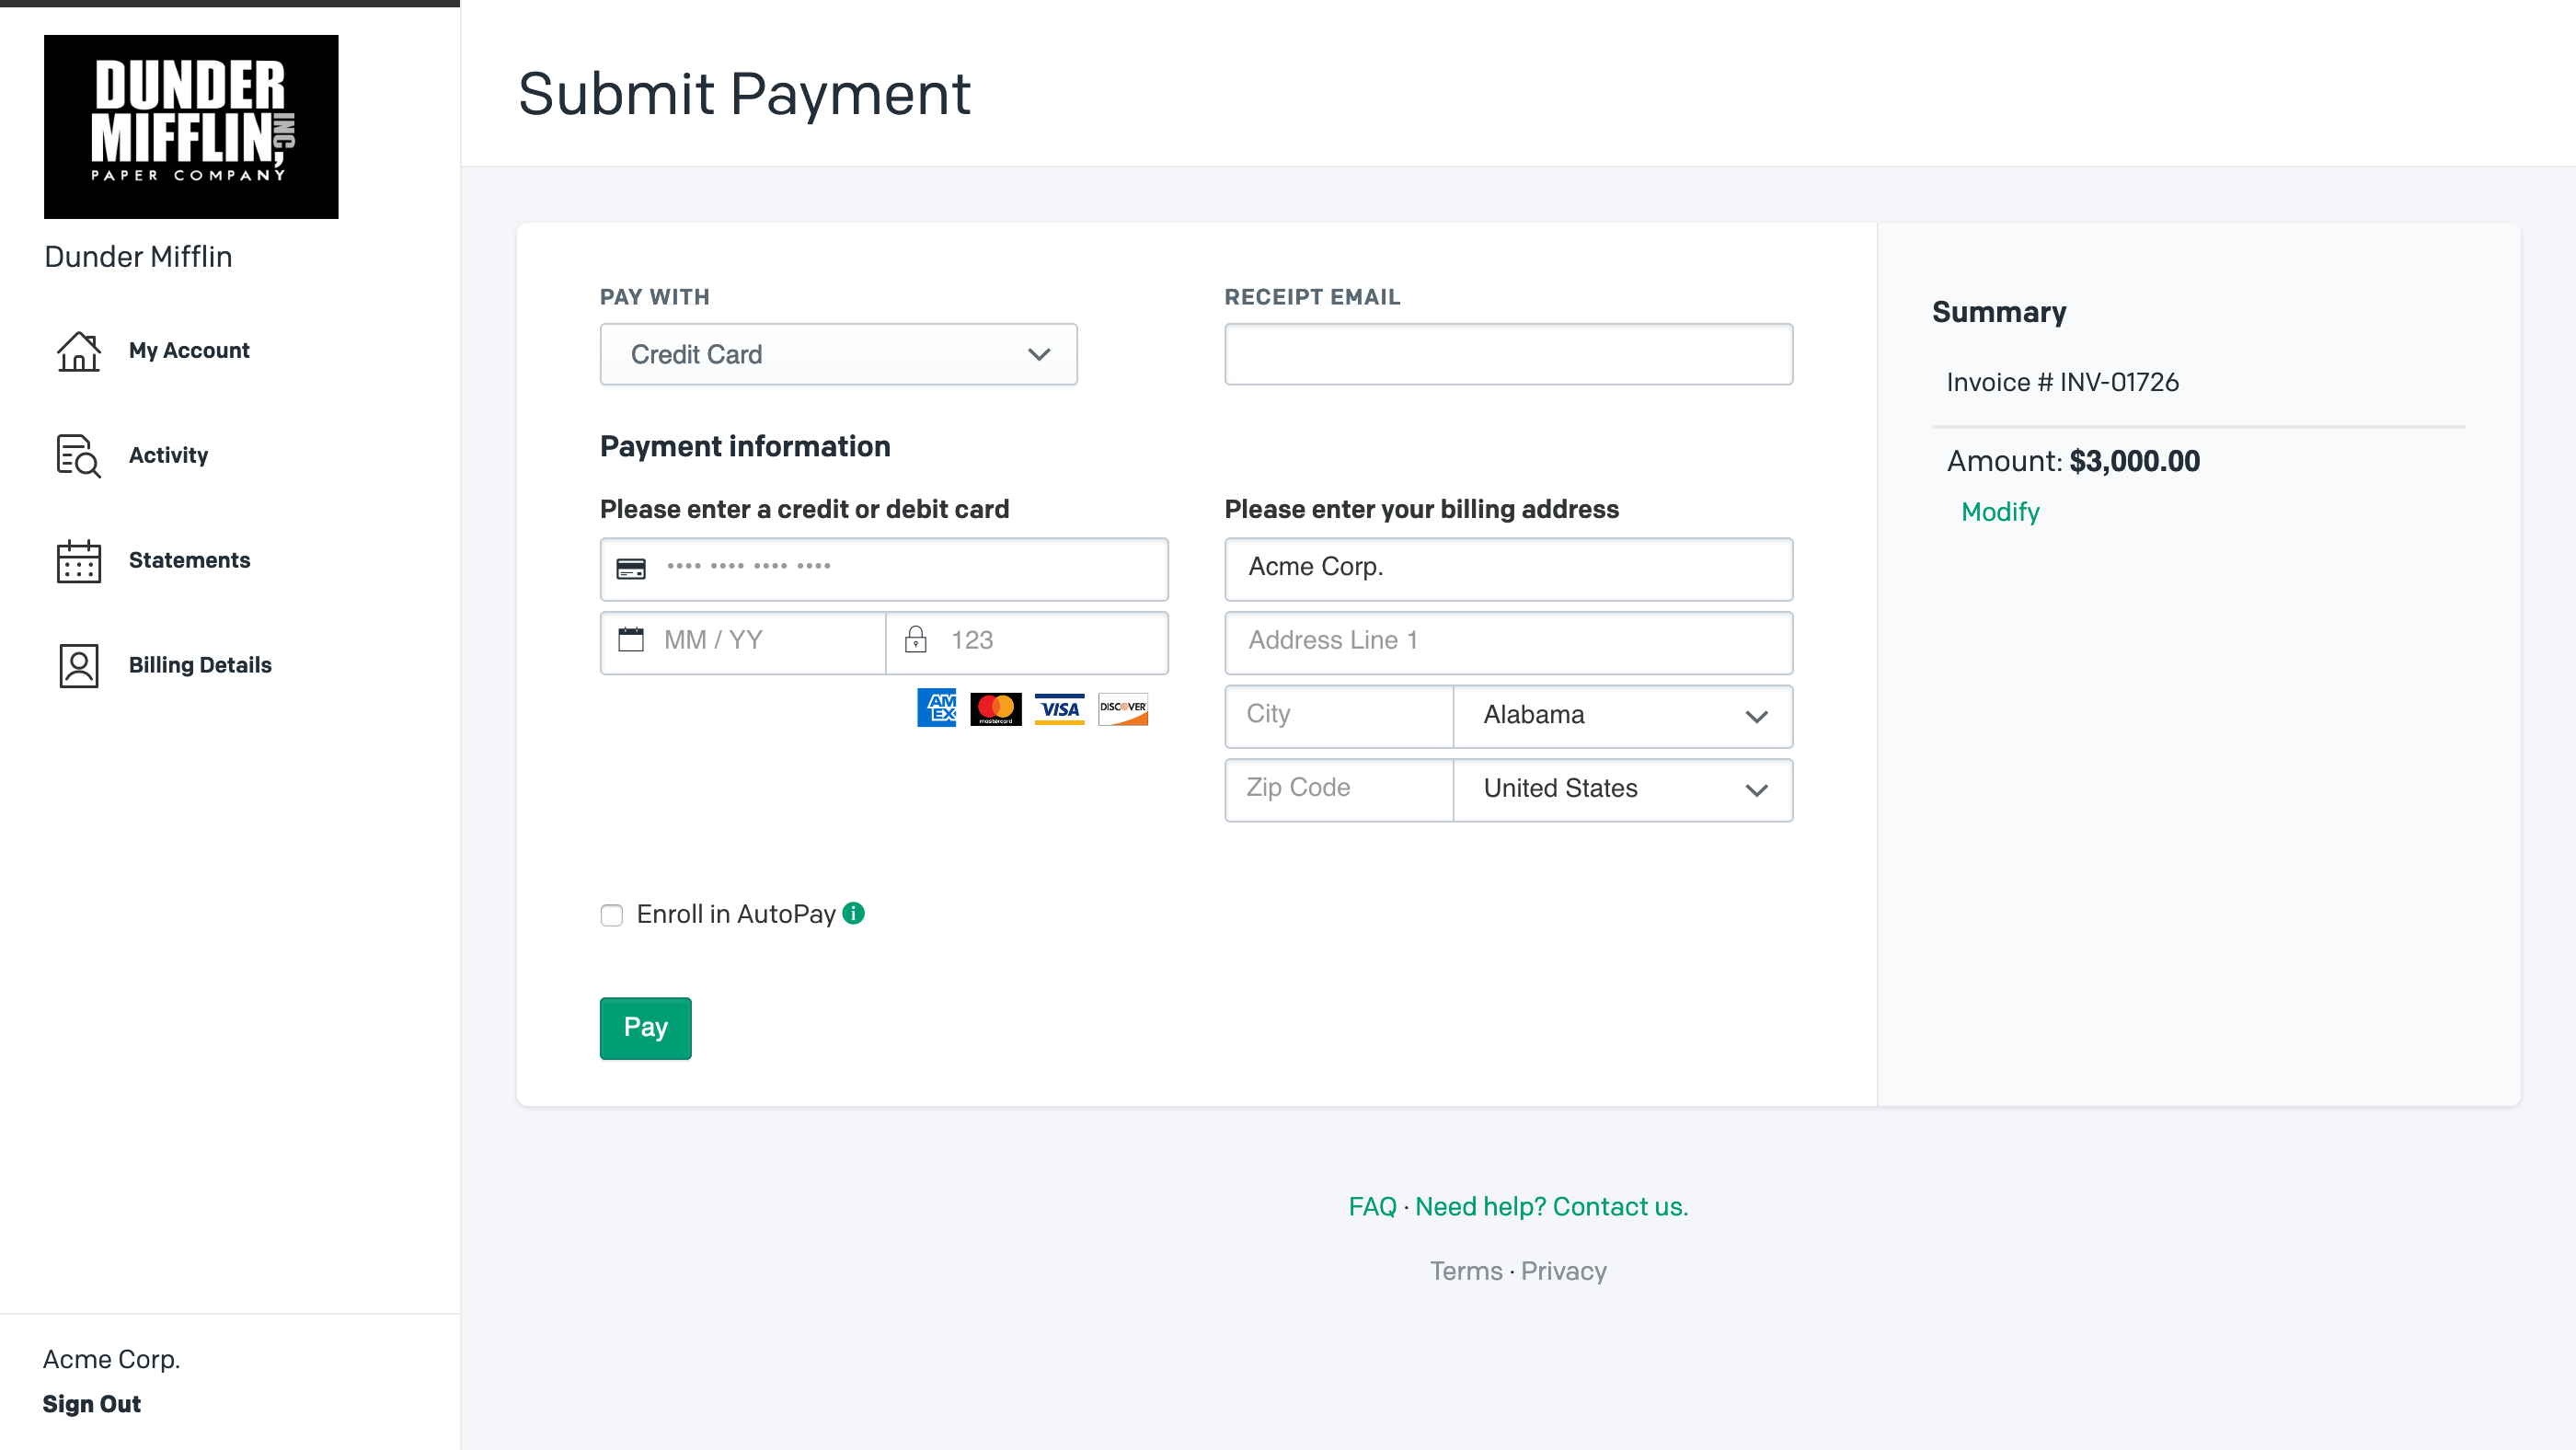 DUNDER
MIFFLIN, INC
PAPER COMPANY
Dunder Mifflin
My Account
Activity
Statements
Billing Details
Acme Corp.
Sign Out
Submit Payment
PAY WITH
Credit Card
RECEIPT EMAIL
Payment information
Please enter a credit or debit card
•••• •••• •••• ••••
MM / YY
123
AM
EX
mastercard
VISA
DISCOVER
Please enter your billing address
Acme Corp.
Address Line 1
City
Alabama
Zip Code
United States
Enroll in AutoPay i
Pay
Summary
Invoice # INV-01726
Amount: $3,000.00
Modify
FAQ · Need help? Contact us.
Terms · Privacy